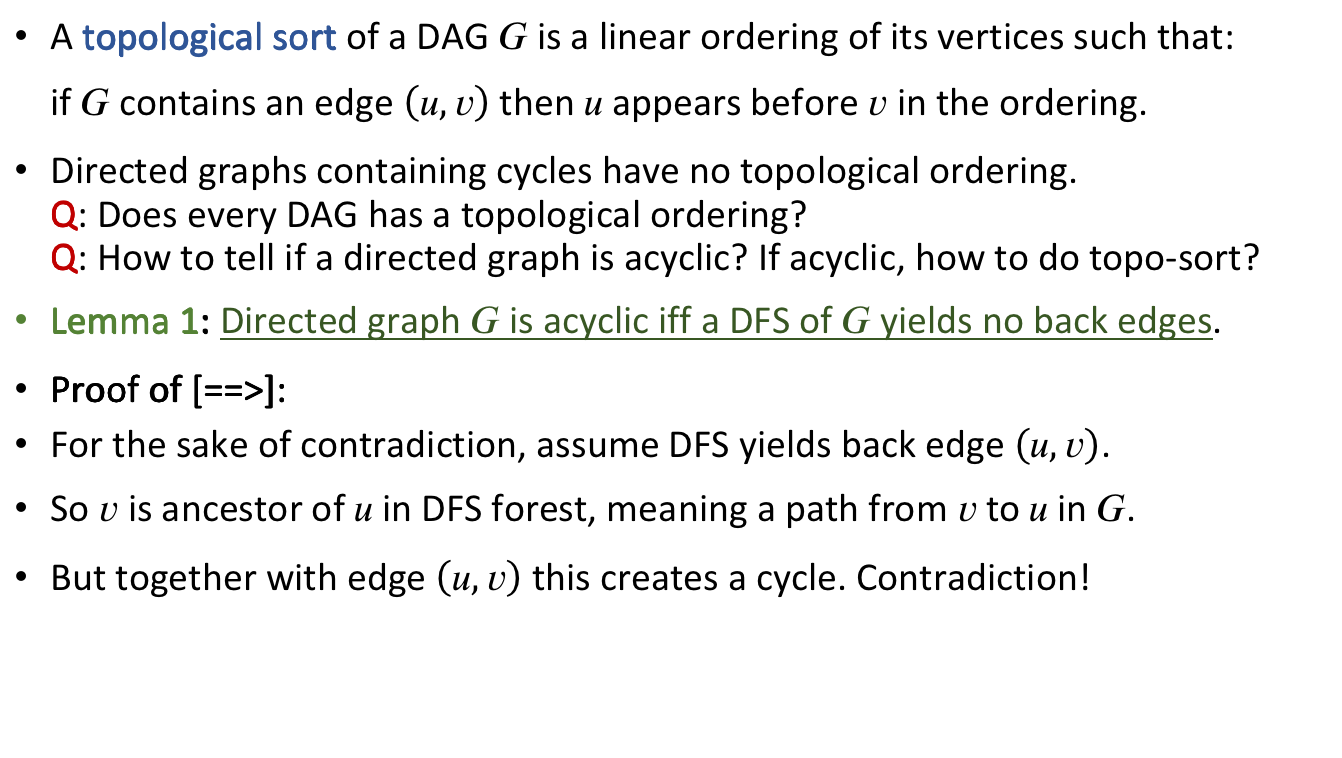 • A topological sort of a DAG G is a linear ordering of its vertices such that:
if G contains an edge (u, v) then u appears before v in the ordering.
• Directed graphs containing cycles have no topological ordering.
Q: Does every DAG has a topological ordering?
Q: How to tell if a directed graph is acyclic? If acyclic, how to do topo-sort?
• Lemma 1: Directed graph G is acyclic iff a DFS of G yields no back edges.
• Proof of [==>]:
• For the sake of contradiction, assume DFS yields back edge (u, v).
• So v is ancestor of u in DFS forest, meaning a path from v to u in G.
• But together with edge (u, v) this creates a cycle. Contradiction!